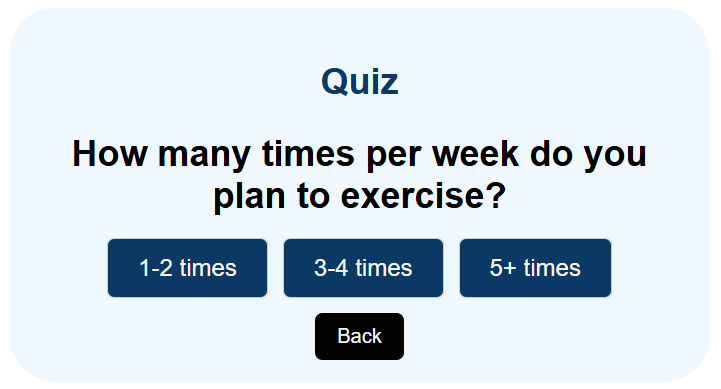 Quiz
How many times per week do you
plan to exercise?
1-2 times
3-4 times
5+ times
Back